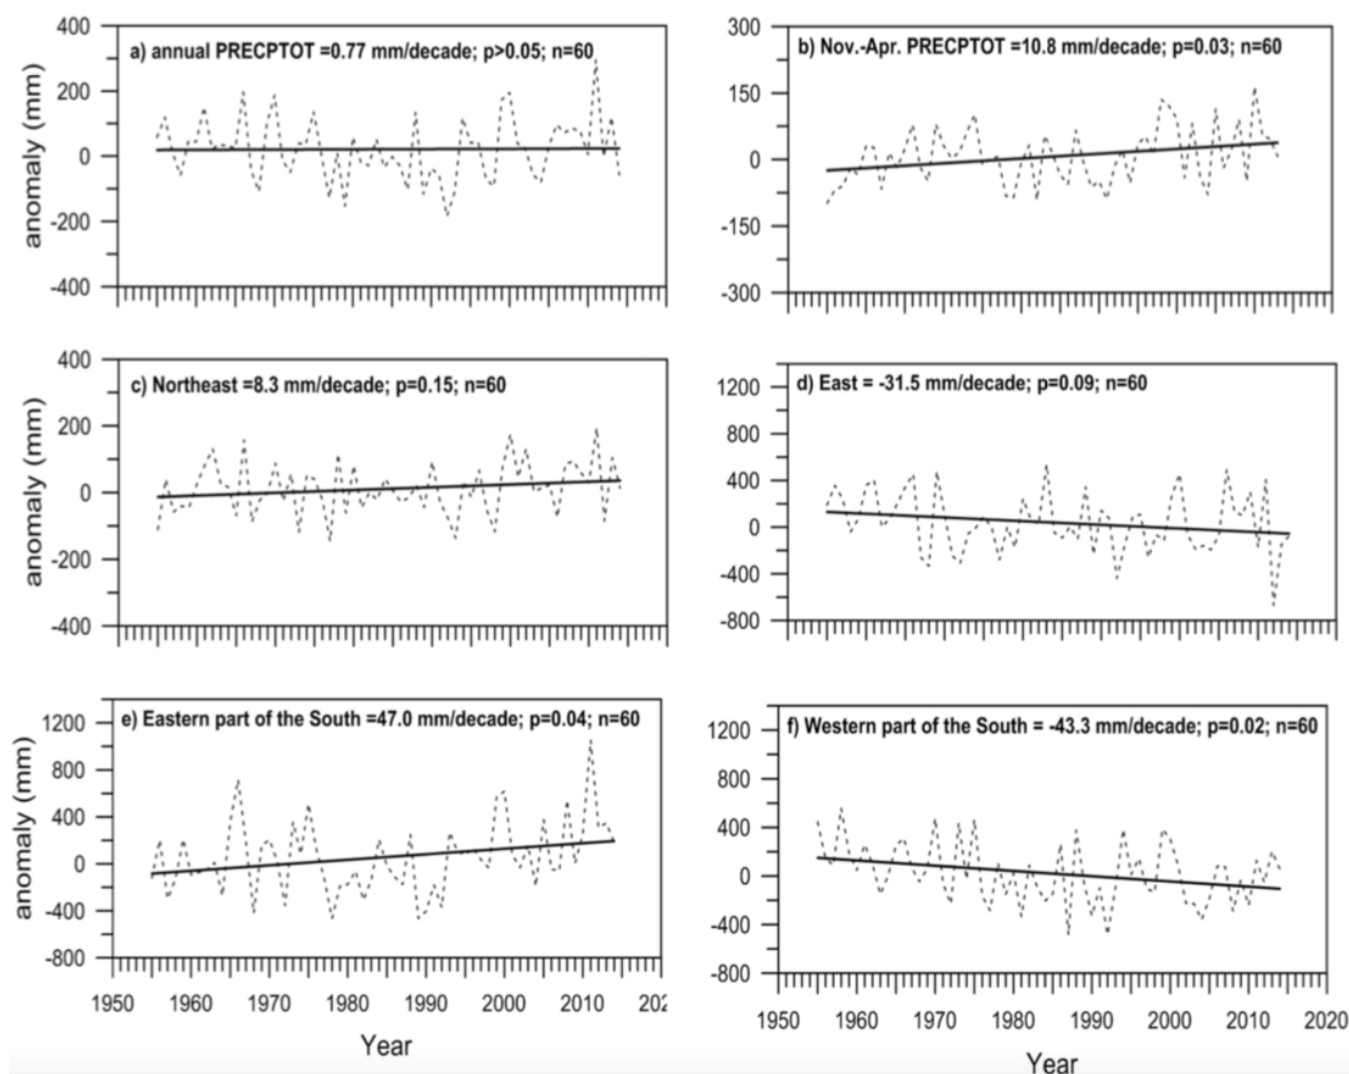 a) annual PRECPTOT =0.77 mm/decade; p>0.05; n=60
400
200
0
-200
-400
anomaly (mm)
b) Nov.-Apr. PRECPTOT =10.8 mm/decade; p=0.03; n=60
300
150
0
-150
-300
c) Northeast =8.3 mm/decade; p=0.15; n=60
400
200
0
-200
-400
anomaly (mm)
d) East = -31.5 mm/decade; p=0.09; n=60
1200
800
400
0
-400
-800
e) Eastern part of the South =47.0 mm/decade; p=0.04; n=60
1200
800
400
0
-400
-800
anomaly (mm)
1950 1960 1970 1980 1990 2000 2010 202
Year
f) Western part of the South = -43.3 mm/decade; p=0.02; n=60
1200
800
400
0
-400
-800
1950 1960 1970 1980 1990 2000 2010 2020
Year